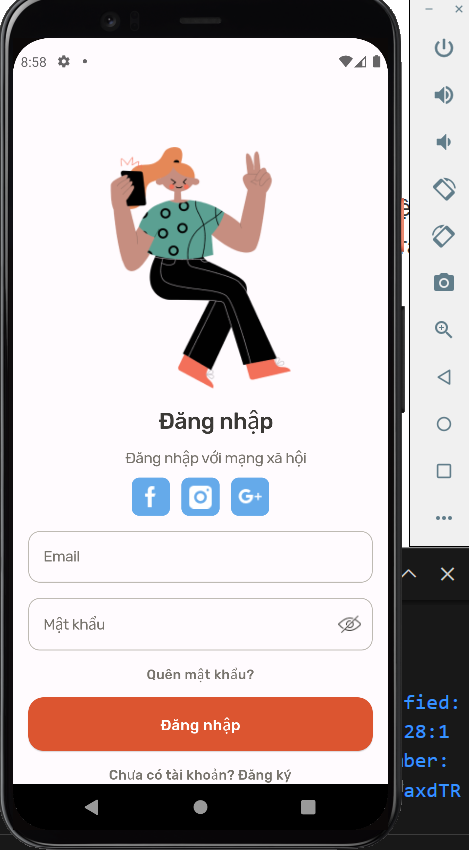 8:58
Đăng nhập
Đăng nhập với mạng xã hội
f
G+
Email
Mật khẩu
Quên mật khẩu?
Đăng nhập
Chưa có tài khoản? Đăng ký
fied:
28:1
ber:
axdTR